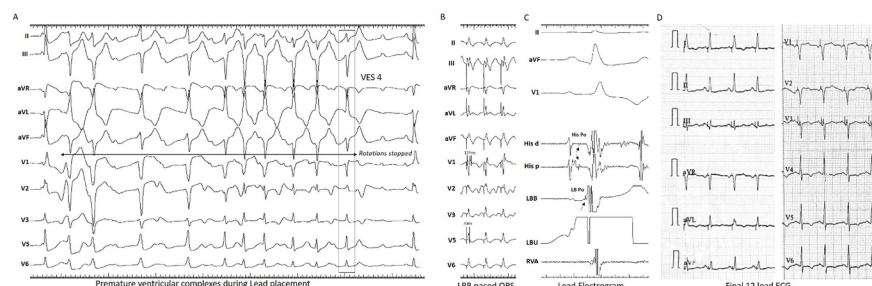 A
II
III
aVR
aVL
aVF
V1
V2
V3
V5
V6
VES 4
Rotations stopped
Premature ventricular complexes during Lead placement
B
II
III
aVR
aVL
aVF
V1
V2
V3
V5
V6
LBB paced QRS
C
II
aVF
V1
His d
His p
LBB
LBU
RVA
His Po
LB Po
Lead Electrogram
D
II
III
aVR
aVL
aVF
V1
V2
V4
V5
V6
Final 12 lead ECG